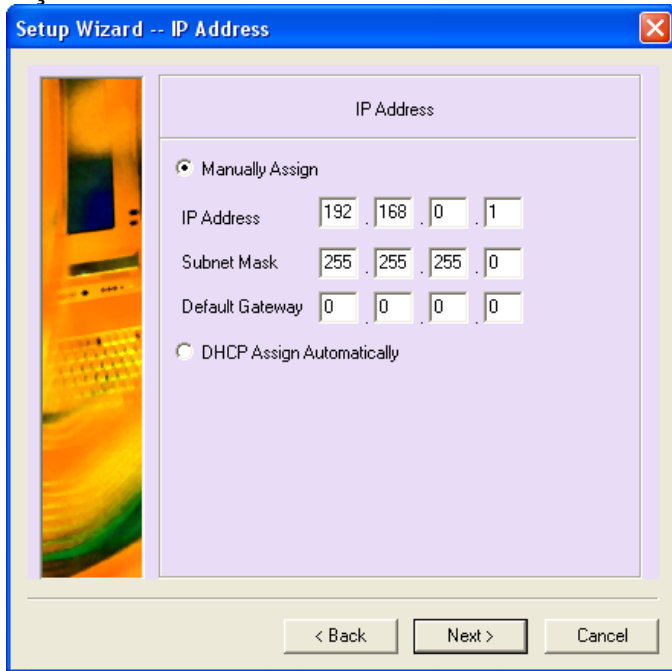 Setup Wizard -- IP Address
IP Address
Manually Assign
IP Address 192 . 168 . 0 . 1
Subnet Mask 255 . 255 . 255 . 0
Default Gateway 0 . 0 . 0 . 0
DHCP Assign Automatically
< Back Next > Cancel